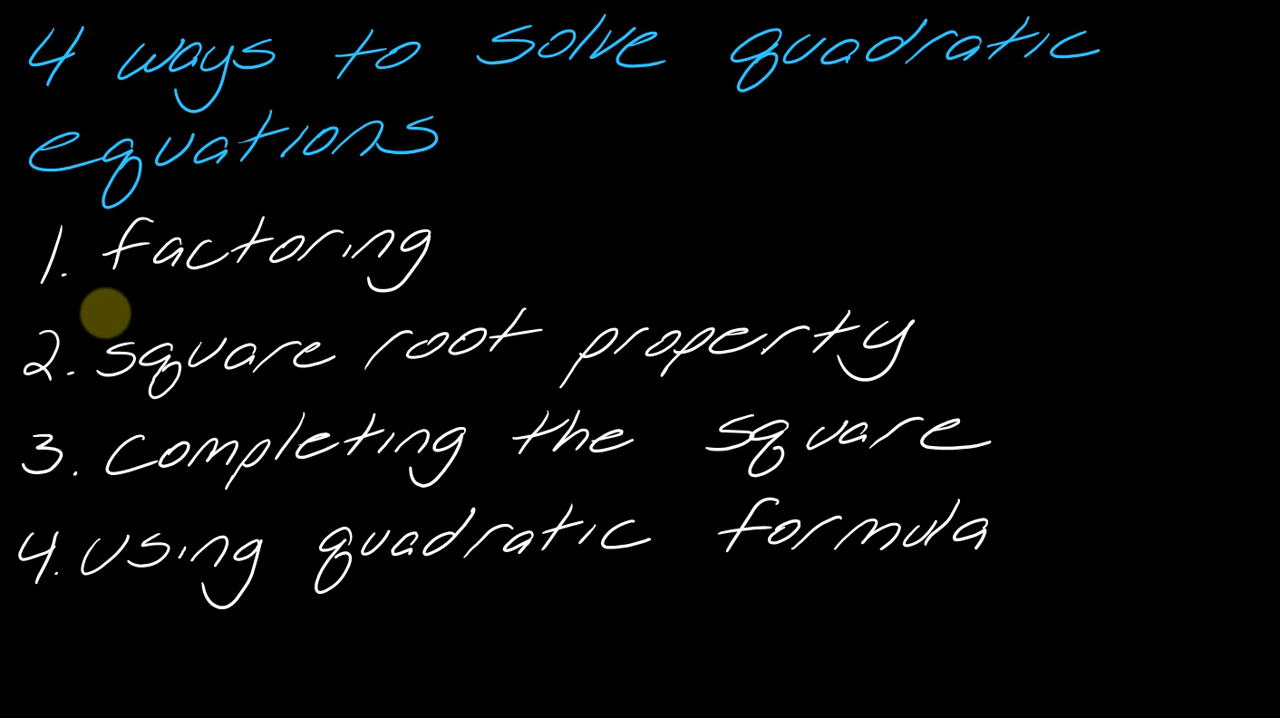 4 ways to solve quadratic
equations
1. factoring
2. square root property
3. completing the square
4. using quadratic formula